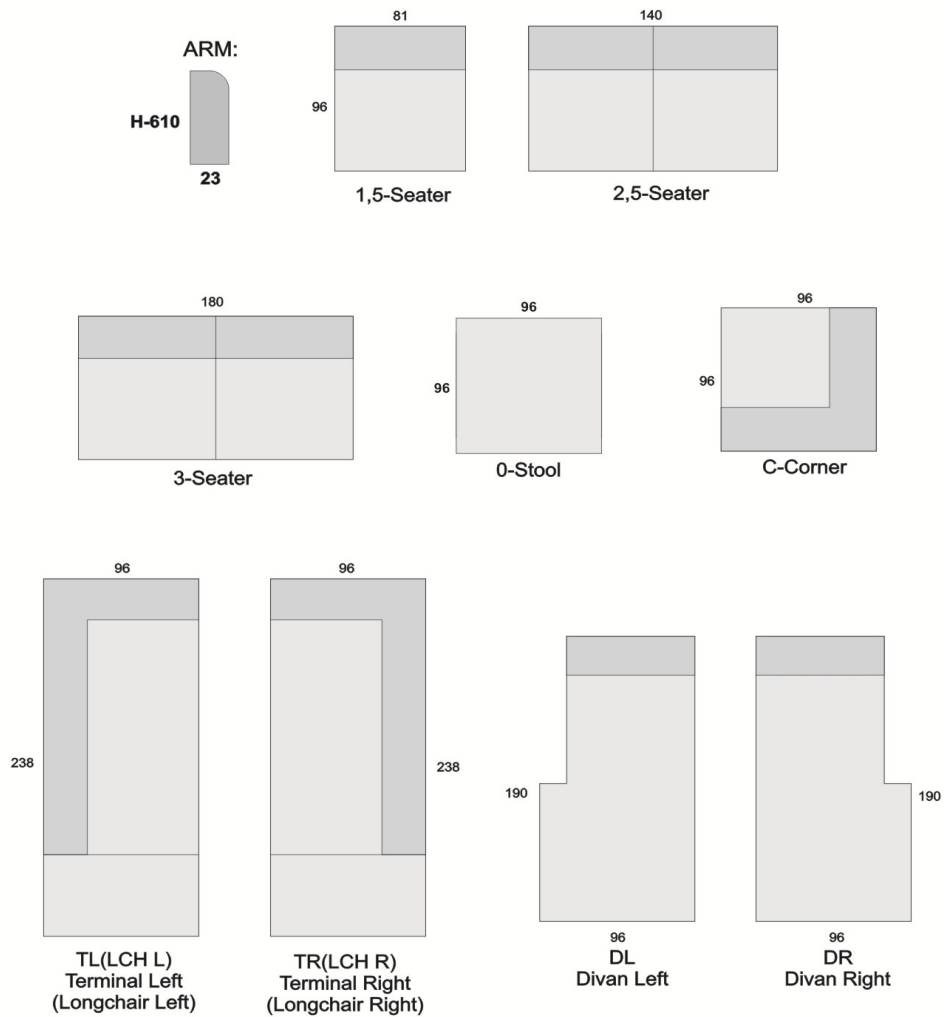 ARM:
H-610
23
81
96
1,5-Seater
140
2,5-Seater
180
3-Seater
96
96
0-Stool
96
96
C-Corner
96
238
TL(LCH L)
Terminal Left
(Longchair Left)
96
238
TR(LCH R)
Terminal Right
(Longchair Right)
190
96
DL
Divan Left
190
96
DR
Divan Right